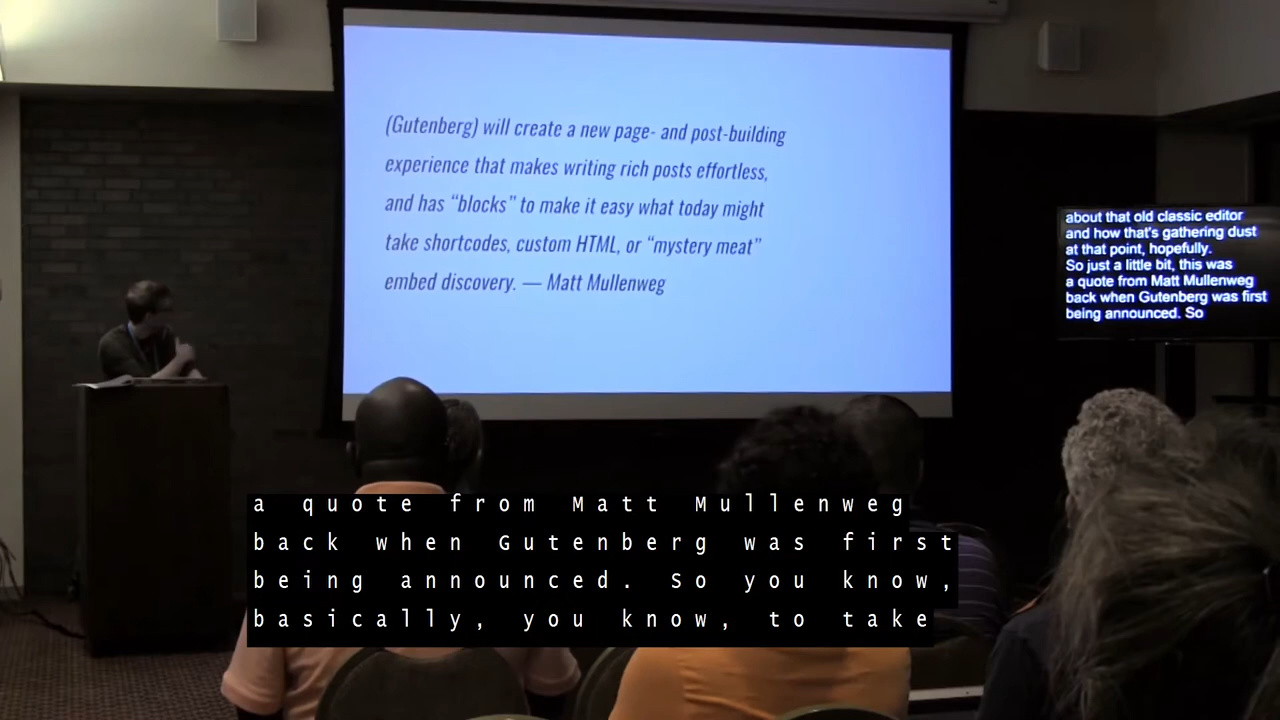 (Gutenberg) will create a new page- and post-building
experience that makes writing rich posts effortless,
and has “blocks” to make it easy what today might
take shortcodes, custom HTML, or “mystery meat”
embed discovery. — Matt Mullenweg
about that old classic editor
and how that's gathering dust
at that point, hopefully.
So just a little bit, this was
a quote from Matt Mullenweg
back when Gutenberg was first
being announced. So
a quote from Matt Mullenweg
back when Gutenberg was first
being announced. So you know,
basically, you know, to take